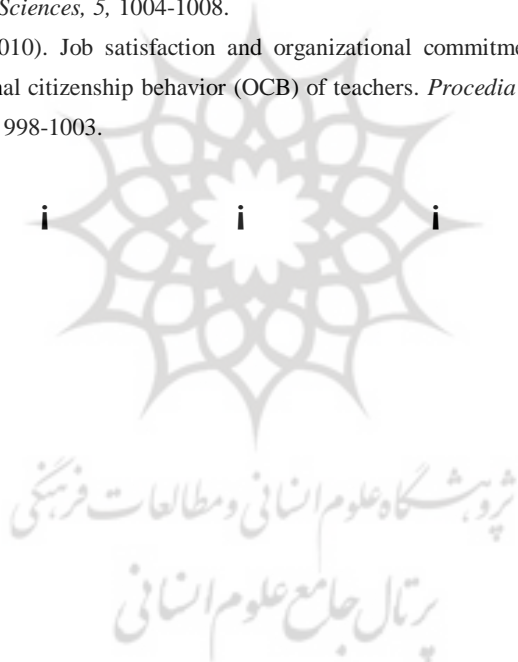 Sciences, 5, 1004-1008.
010). Job satisfaction and organizational commitme
nal citizenship behavior (OCB) of teachers. Procedia
998-1003.
¡ ¡ ¡
پژوهشگاه علوم انسانی و مطالعات فرهنگی
پرتال جامع علوم انسانی